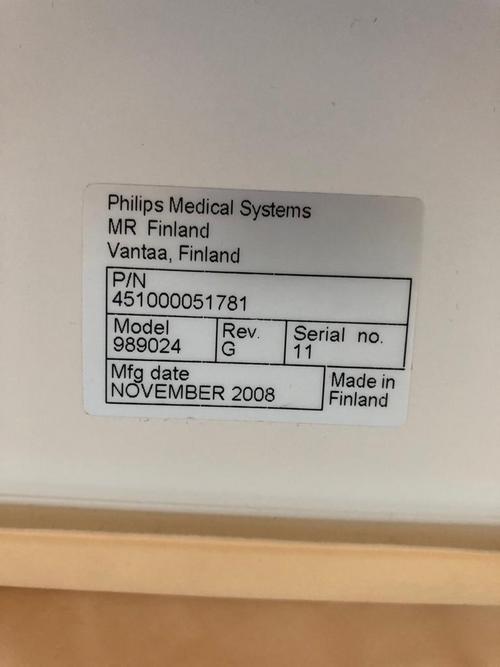 Philips Medical Systems
MR Finland
Vantaa, Finland
P/N
451000051781
Model Rev. Serial no.
989024 G 11
Mfg date Made in
NOVEMBER 2008 Finland